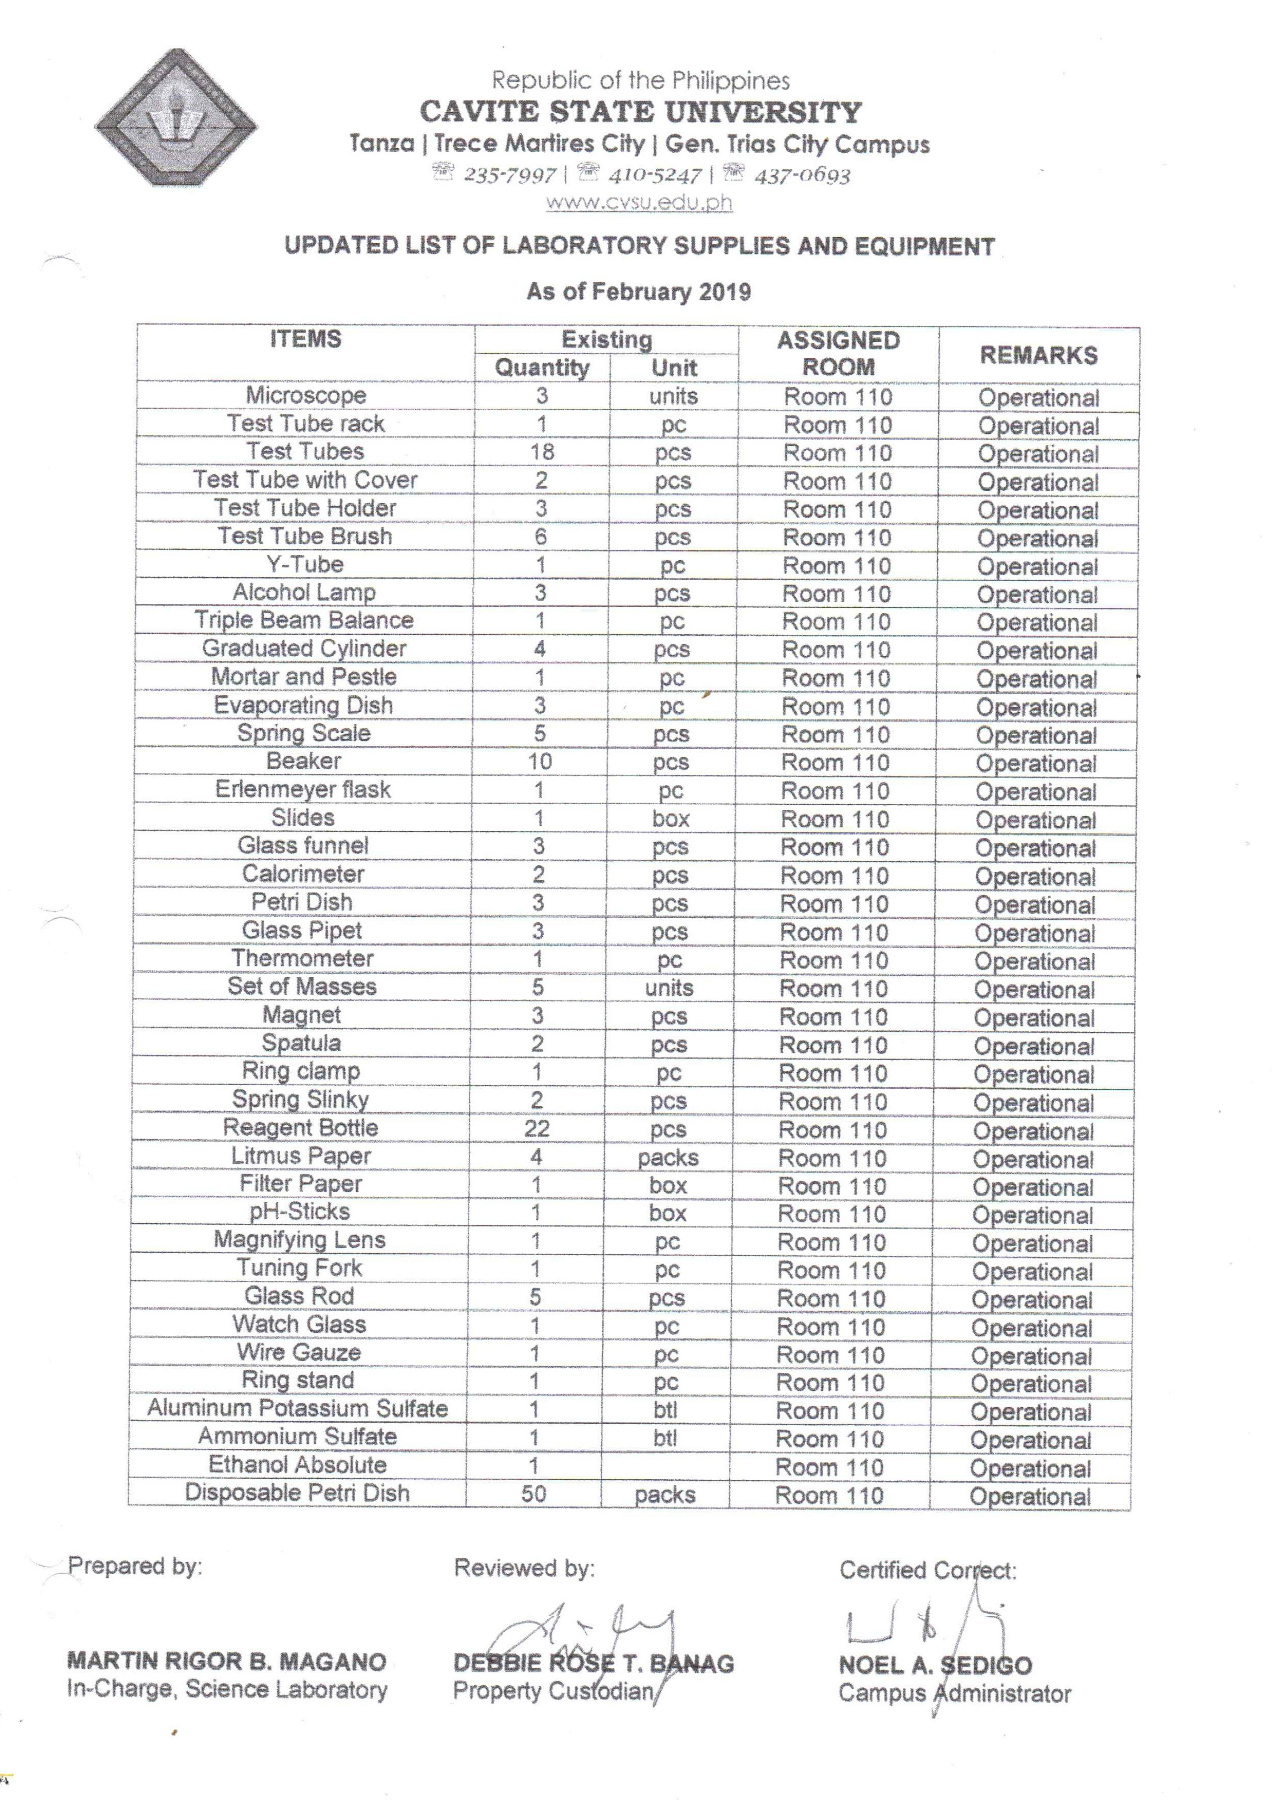 Republic of the Philippines
CAVITE STATE UNIVERSITY
Tanza | Trece Martires City | Gen. Trias City Campus
☏ 235-7997 | ☏ 410-5247 | ☏ 437-0693
www.cvsu.edu.ph
UPDATED LIST OF LABORATORY SUPPLIES AND EQUIPMENT
As of February 2019
ITEMS Existing ASSIGNED ROOM REMARKS
Quantity Unit
Microscope 3 units Room 110 Operational
Test Tube rack 1 pc Room 110 Operational
Test Tubes 18 pcs Room 110 Operational
Test Tube with Cover 2 pcs Room 110 Operational
Test Tube Holder 3 pcs Room 110 Operational
Test Tube Brush 6 pcs Room 110 Operational
Y-Tube 1 pc Room 110 Operational
Alcohol Lamp 3 pcs Room 110 Operational
Triple Beam Balance 1 pc Room 110 Operational
Graduated Cylinder 4 pcs Room 110 Operational
Mortar and Pestle 1 pc Room 110 Operational
Evaporating Dish 3 pc Room 110 Operational
Spring Scale 5 pcs Room 110 Operational
Beaker 10 pcs Room 110 Operational
Erlenmeyer flask 1 pc Room 110 Operational
Slides 1 box Room 110 Operational
Glass funnel 3 pcs Room 110 Operational
Calorimeter 2 pcs Room 110 Operational
Petri Dish 3 pcs Room 110 Operational
Glass Pipet 3 pcs Room 110 Operational
Thermometer 1 pc Room 110 Operational
Set of Masses 5 units Room 110 Operational
Magnet 3 pcs Room 110 Operational
Spatula 2 pcs Room 110 Operational
Ring clamp 1 pc Room 110 Operational
Spring Slinky 2 pcs Room 110 Operational
Reagent Bottle 22 pcs Room 110 Operational
Litmus Paper 4 packs Room 110 Operational
Filter Paper 1 box Room 110 Operational
pH-Sticks 1 box Room 110 Operational
Magnifying Lens 1 pc Room 110 Operational
Tuning Fork 1 pc Room 110 Operational
Glass Rod 5 pcs Room 110 Operational
Watch Glass 1 pc Room 110 Operational
Wire Gauze 1 pc Room 110 Operational
Ring stand 1 pc Room 110 Operational
Aluminum Potassium Sulfate 1 btl Room 110 Operational
Ammonium Sulfate 1 btl Room 110 Operational
Ethanol Absolute 1 Room 110 Operational
Disposable Petri Dish 50 packs Room 110 Operational
Prepared by: Reviewed by: Certified Correct:
MARTIN RIGOR B. MAGANO DEBBIE ROSE T. BANAG NOEL A. SEDIGO
In-Charge, Science Laboratory Property Custodian Campus Administrator